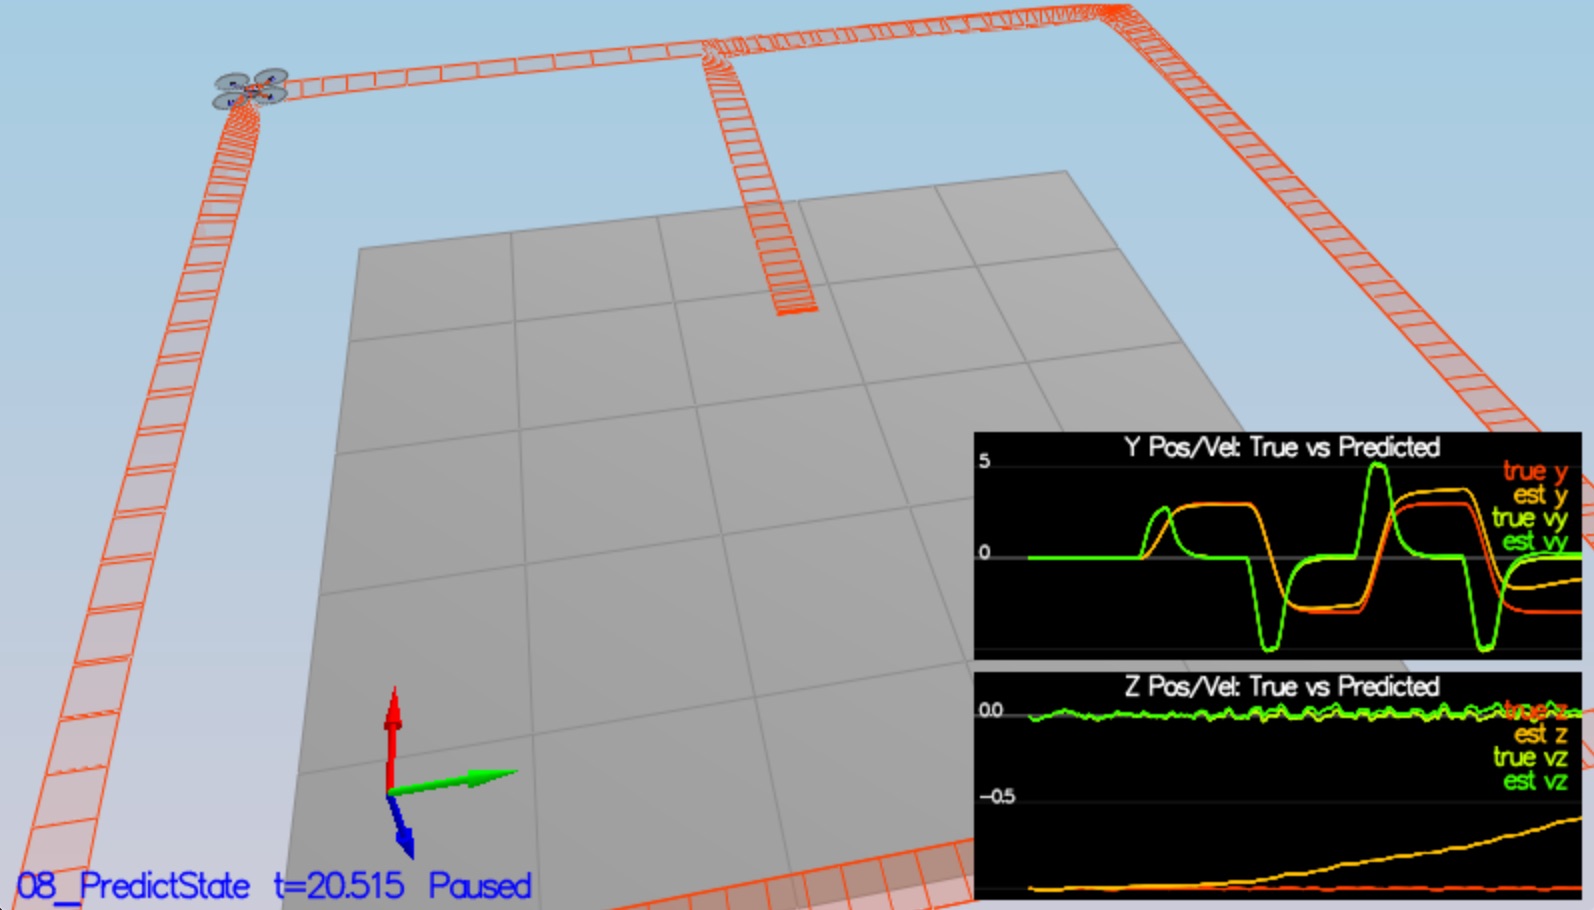 Y Pos/Vel: True vs Predicted
5
true y
est y
true vy
est vy
0
Z Pos/Vel: True vs Predicted
0.0
true z
est z
true vz
est vz
-0.5
08_PredictState t=20.515 Paused